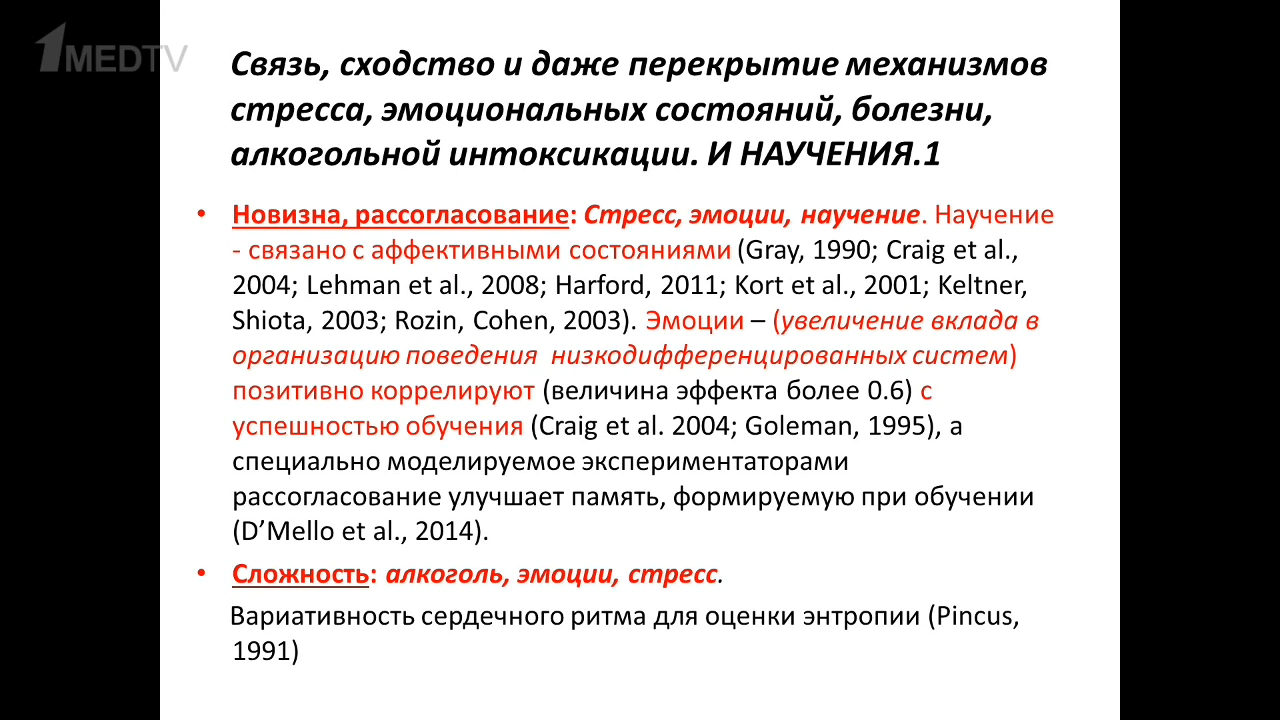 1MEDTV
Связь, сходство и даже перекрытие механизмов
стресса, эмоциональных состояний, болезни,
алкогольной интоксикации. И НАУЧЕНИЯ.1
• Новизна, рассогласование: Стресс, эмоции, научение. Научение
- связано с аффективными состояниями (Gray, 1990; Craig et al.,
2004; Lehman et al., 2008; Harford, 2011; Kort et al., 2001; Keltner,
Shiota, 2003; Rozin, Cohen, 2003). Эмоции – (увеличение вклада в
организацию поведения низкодифференцированных систем)
позитивно коррелируют (величина эффекта более 0.6) с
успешностью обучения (Craig et al. 2004; Goleman, 1995), а
специально моделируемое экспериментаторами
рассогласование улучшает память, формируемую при обучении
(D’Mello et al., 2014).
• Сложность: алкоголь, эмоции, стресс.
Вариативность сердечного ритма для оценки энтропии (Pincus,
1991)